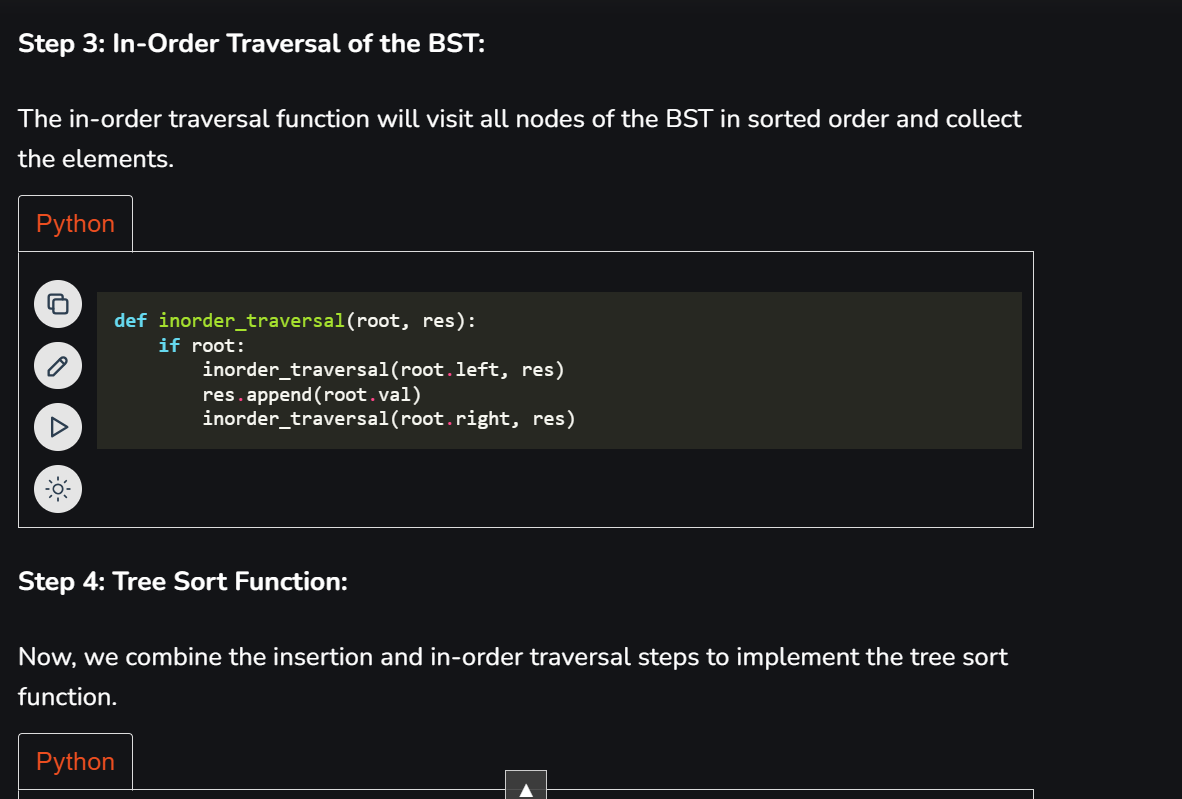 Step 3: In-Order Traversal of the BST:
The in-order traversal function will visit all nodes of the BST in sorted order and collect
the elements.
Python
def inorder_traversal(root, res):
    if root:
        inorder_traversal(root.left, res)
        res.append(root.val)
        inorder_traversal(root.right, res)
Step 4: Tree Sort Function:
Now, we combine the insertion and in-order traversal steps to implement the tree sort
function.
Python